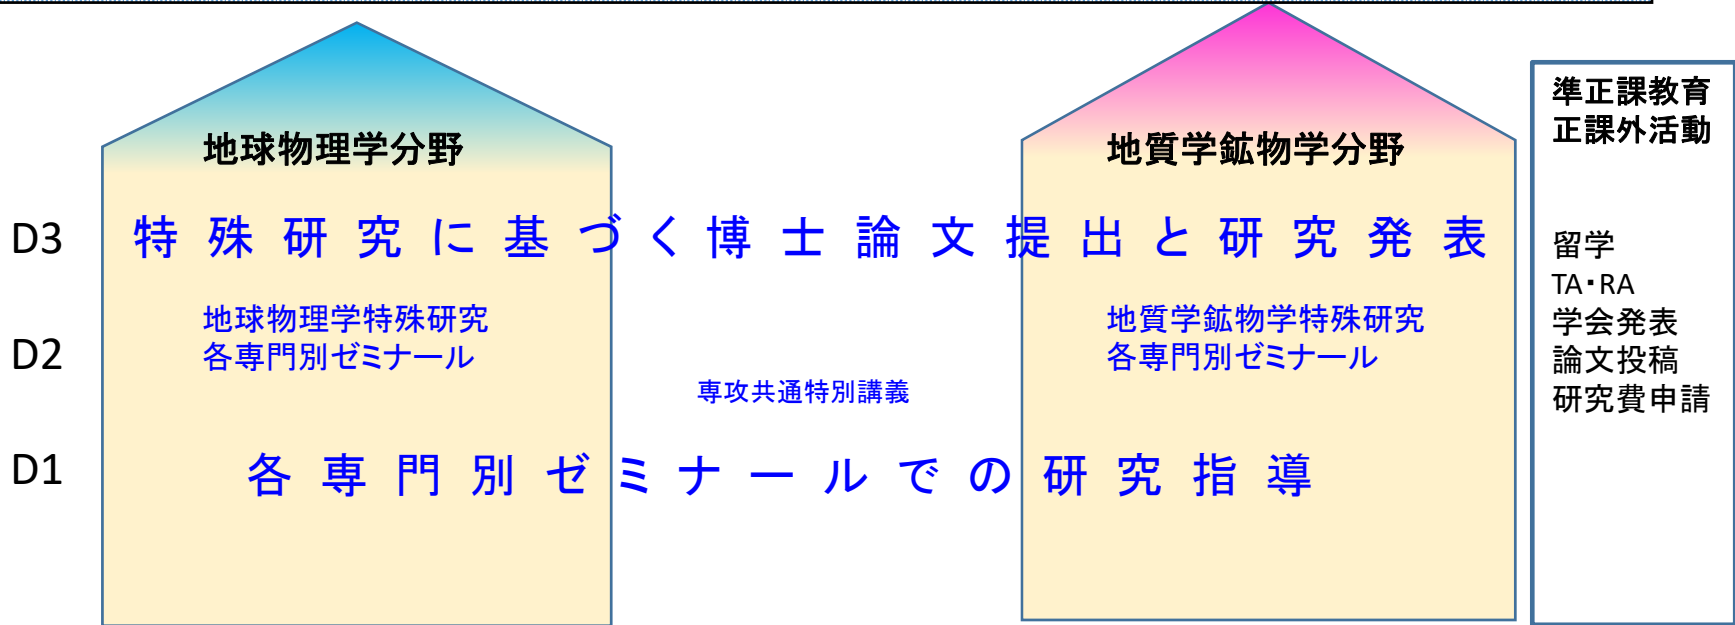 地球物理学分野
地質学鉱物学分野
準正課教育
正課外活動
D3
特殊研究に基づく博士論文提出と研究発表
留学
TA・RA
学会発表
論文投稿
研究費申請
地球物理学特殊研究
各専門別ゼミナール
地質学鉱物学特殊研究
各専門別ゼミナール
D2
専攻共通特別講義
D1
各専門別ゼミナールでの研究指導